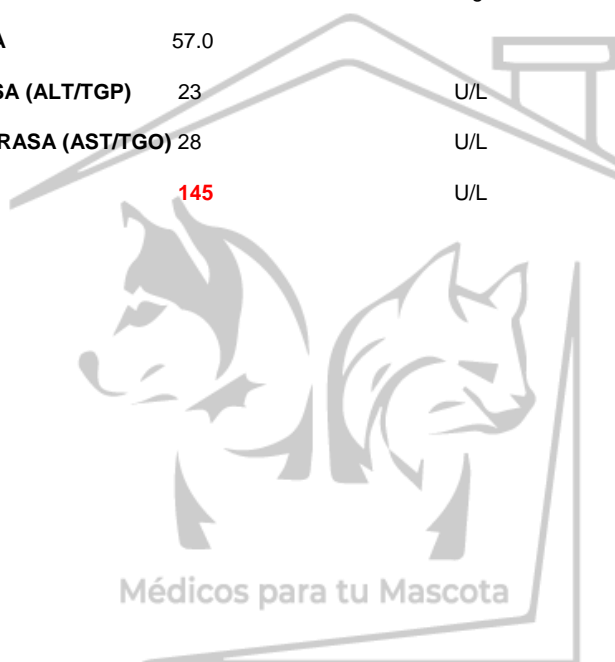 A 57.0
SA (ALT/TGP) 23 U/L
RASA (AST/TGO) 28 U/L
145 U/L
Médicos para tu Mascota